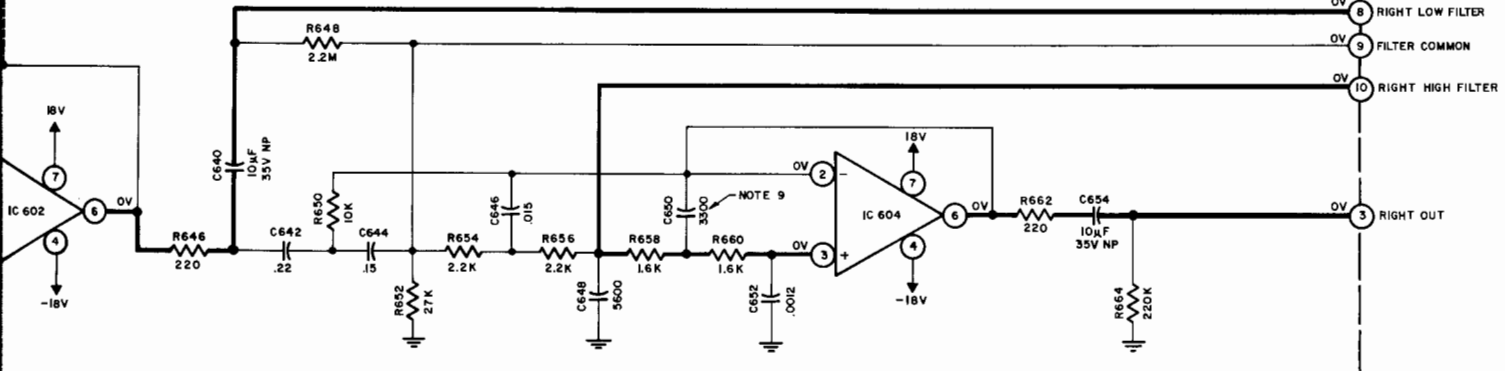 0V
8 RIGHT LOW FILTER
R648
2.2M
0V
9 FILTER COMMON
0V
10 RIGHT HIGH FILTER
18V
7
C640
10µF
35V NP
IC 602
6
0V
4
-18V
R646
220
C642
.22
R650
10K
C644
.15
R652
27K
R654
2.2K
C646
.015
R656
2.2K
C648
5600
R658
1.6K
C650
3300
NOTE 9
R660
1.6K
C652
.0012
0V
2
-
0V
3
+
18V
7
IC 604
6
0V
4
-18V
R662
220
C654
10µF
35V NP
R664
220K
0V
3 RIGHT OUT